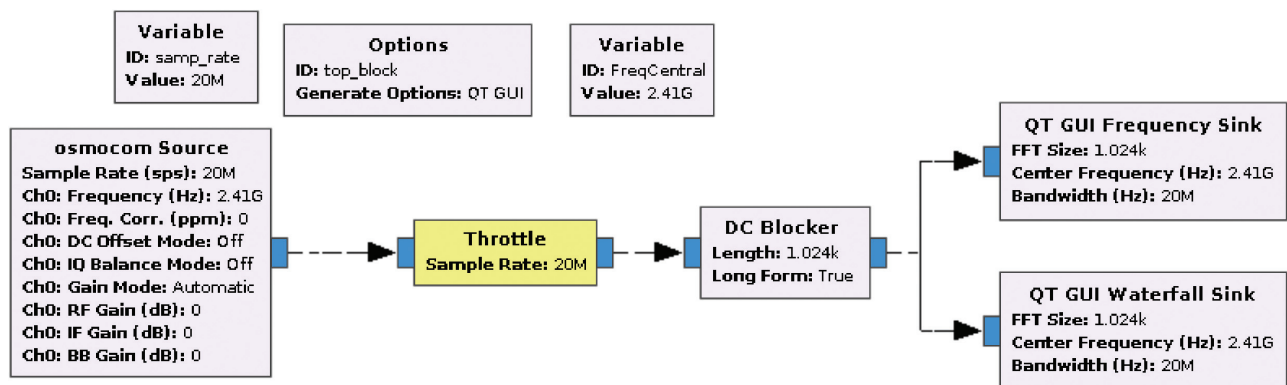 Variable
ID: samp_rate
Value: 20M
Options
ID: top_block
Generate Options: QT GUI
Variable
ID: FreqCentral
Value: 2.41G
osmocom Source
Sample Rate (sps): 20M
Ch0: Frequency (Hz): 2.41G
Ch0: Freq. Corr. (ppm): 0
Ch0: DC Offset Mode: Off
Ch0: IQ Balance Mode: Off
Ch0: Gain Mode: Automatic
Ch0: RF Gain (dB): 0
Ch0: IF Gain (dB): 0
Ch0: BB Gain (dB): 0
Throttle
Sample Rate: 20M
DC Blocker
Length: 1.024k
Long Form: True
QT GUI Frequency Sink
FFT Size: 1.024k
Center Frequency (Hz): 2.41G
Bandwidth (Hz): 20M
QT GUI Waterfall Sink
FFT Size: 1.024k
Center Frequency (Hz): 2.41G
Bandwidth (Hz): 20M